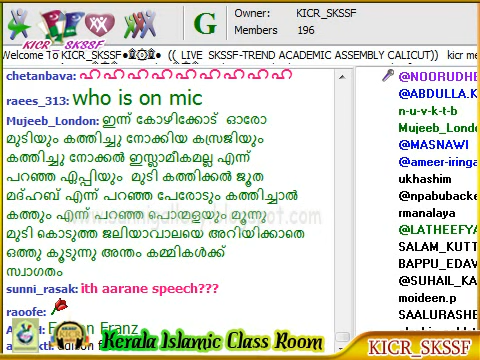 KICR_SKSSF
G
Owner: KICR_SKSSF
Members 196
Welcome To KICR_SKSSF (( LIVE SKSSF-TREND ACADEMIC ASSEMBLY CALICUT)) kicr me
chetanbava: ഹഹഹഹഹഹഹഹഹ
raees_313: who is on mic
Mujeeb_London: ഇന്ന് കോഴിക്കോട് ഓരോ
മുടിയും കത്തിച്ചു നോക്കിയ കസ്രജിയും
കത്തിച്ചു നോക്കൽ ഇസ്ലാമികമല്ല എന്ന്
പറഞ്ഞ എപ്പിയും മുടി കത്തിക്കൽ ജൂത
മദ്ഹബ് എന്ന് പറഞ്ഞ പേരോടും കത്തിച്ചാൽ
കത്തും എന്ന് പറഞ്ഞ പൊന്മളയും മൂന്നു
മുടി കൊടുത്ത ജലിയാവാലയെ അറിയിക്കാതെ
ഒത്തു കൂടുന്നു അന്തം കമ്മികൾക്ക്
സ്വാഗതം
sunni_rasak: ith aarane speech???
raoofe:
Franz
Kerala Islamic Class Room
KICR_SKSSF
@NOORUDHE
@ABDULLA.K
n-u-v-k-t-b
Mujeeb_Londo
@MASNAWI
@ameer-iringa
ukhashim
@npabubacke
rmanalaya
@LATHEEFYA
SALAM_KUTT
BAPPU_EDAV
@SUHAIL_KA
moideen.p
SAALURASHE